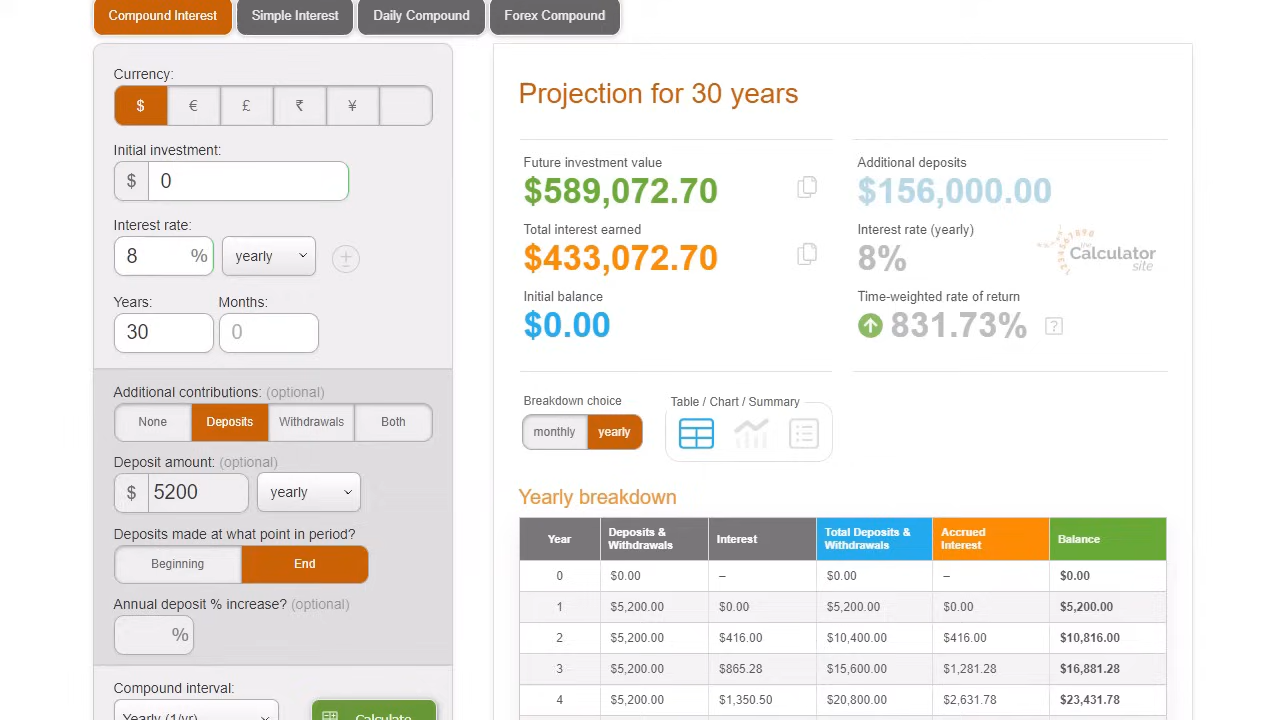 Compound Interest
Simple Interest
Daily Compound
Forex Compound
Currency:
$
€
£
₹
¥
Initial investment:
$
0
Interest rate:
8
%
yearly
Years:
Months:
30
0
Additional contributions: (optional)
None
Deposits
Withdrawals
Both
Deposit amount: (optional)
$
5200
yearly
Deposits made at what point in period?
Beginning
End
Annual deposit % increase? (optional)
%
Compound interval:
Yearly (1/yr)
Calculate
Projection for 30 years
Future investment value
$589,072.70
Additional deposits
$156,000.00
Total interest earned
$433,072.70
Interest rate (yearly)
8%
the
Calculator
site
Initial balance
$0.00
Time-weighted rate of return
831.73%
?
Breakdown choice
monthly
yearly
Table / Chart / Summary
Yearly breakdown
Year
Deposits &
Withdrawals
Interest
Total Deposits &
Withdrawals
Accrued
Interest
Balance
0 $0.00 – $0.00 – $0.00
1 $5,200.00 $0.00 $5,200.00 $0.00 $5,200.00
2 $5,200.00 $416.00 $10,400.00 $416.00 $10,816.00
3 $5,200.00 $865.28 $15,600.00 $1,281.28 $16,881.28
4 $5,200.00 $1,350.50 $20,800.00 $2,631.78 $23,431.78